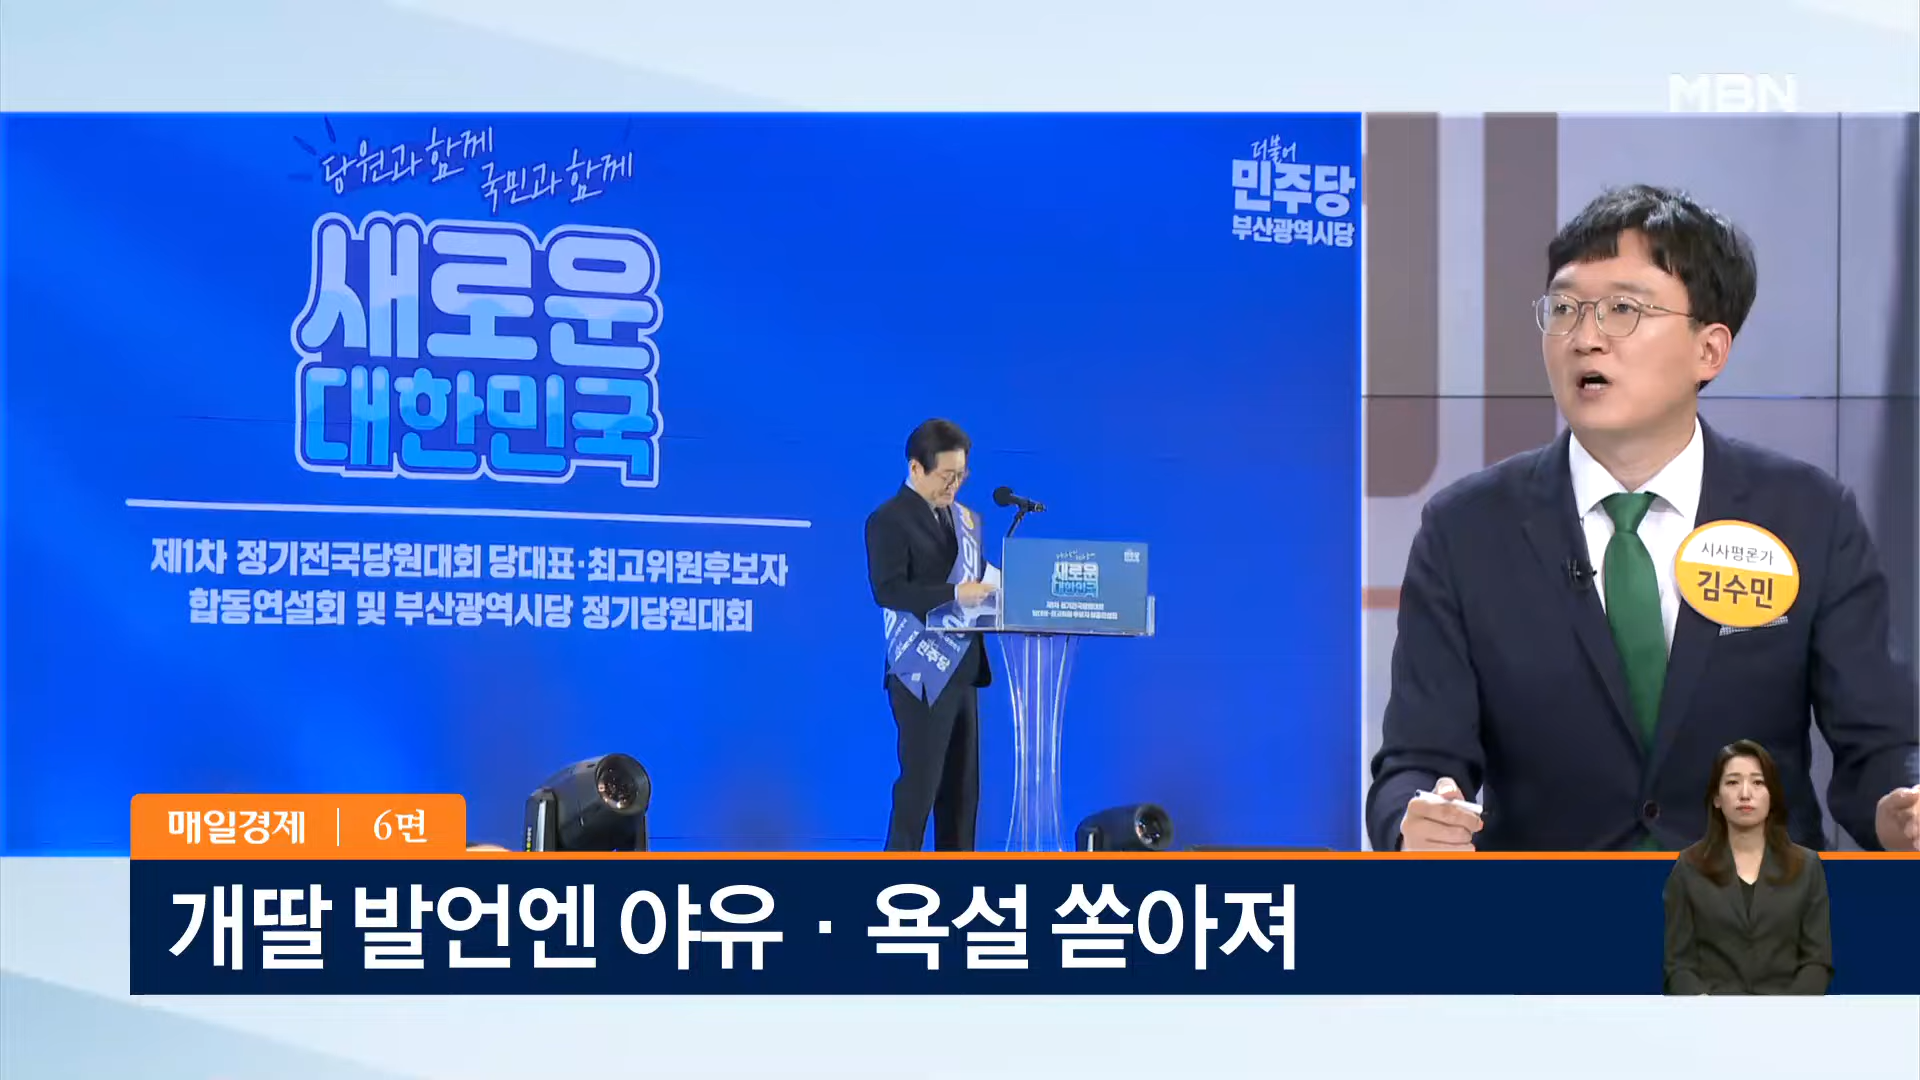 MBN
당원과 함께
국민과 함께
새로운
대한민국
제1차 정기전국당원대회 당대표·최고위원후보자
합동연설회 및 부산광역시당 정기당원대회
더불어
민주당
부산광역시당
새로운
대한민국
민주당
시사평론가
김수민
매일경제 | 6면
개딸 발언엔 야유 · 욕설 쏟아져